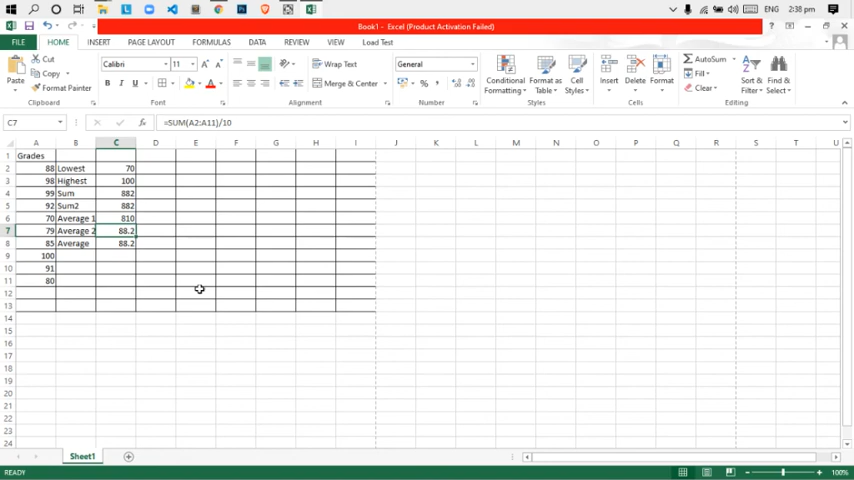 ENG 2:38 pm
Book1 - Excel (Product Activation Failed)
FILE HOME INSERT PAGE LAYOUT FORMULAS DATA REVIEW VIEW Load Test
Paste
Cut
Copy
Format Painter
Clipboard
Calibri 11
B I U
Font
Wrap Text
Merge & Center
Alignment
General
Number
Conditional Formatting
Format as Table
Cell Styles
Styles
Insert
Delete
Format
Cells
AutoSum
Fill
Clear
Sort & Filter
Find & Select
Editing
C7 =SUM(A2:A11)/10
A B C D E F G H I J K L M N O P Q R S T U
1 Grades
2 88 Lowest 70
3 98 Highest 100
4 99 Sum 882
5 92 Sum2 882
6 70 Average 1 810
7 79 Average 2 88.2
8 85 Average 88.2
9 100
10 91
11 80
12
13
14
15
16
17
18
19
20
21
22
23
24
Sheet1
READY 100%